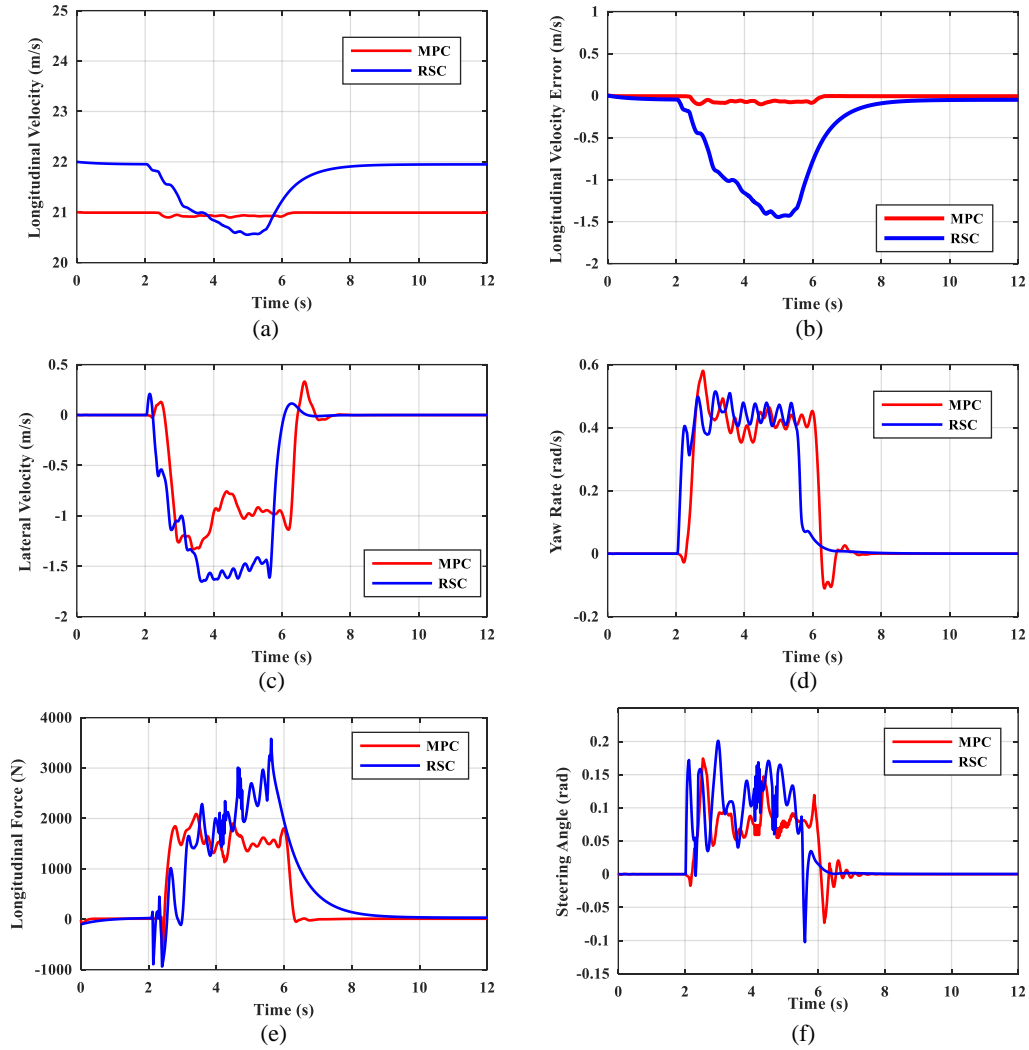 25
24
23
22
21
20
Longitudinal Velocity (m/s)
MPC
RSC
0 2 4 6 8 10 12
Time (s)
(a)
1
0.5
0
-0.5
-1
-1.5
-2
Longitudinal Velocity Error (m/s)
MPC
RSC
0 2 4 6 8 10 12
Time (s)
(b)
0.5
0
-0.5
-1
-1.5
-2
Lateral Velocity (m/s)
MPC
RSC
0 2 4 6 8 10 12
Time (s)
(c)
0.6
0.4
0.2
0
-0.2
Yaw Rate (rad/s)
MPC
RSC
0 2 4 6 8 10 12
Time (s)
(d)
4000
3000
2000
1000
0
-1000
Longitudinal Force (N)
MPC
RSC
0 2 4 6 8 10 12
Time (s)
(e)
0.2
0.15
0.1
0.05
0
-0.05
-0.1
-0.15
Steering Angle (rad)
MPC
RSC
0 2 4 6 8 10 12
Time (s)
(f)